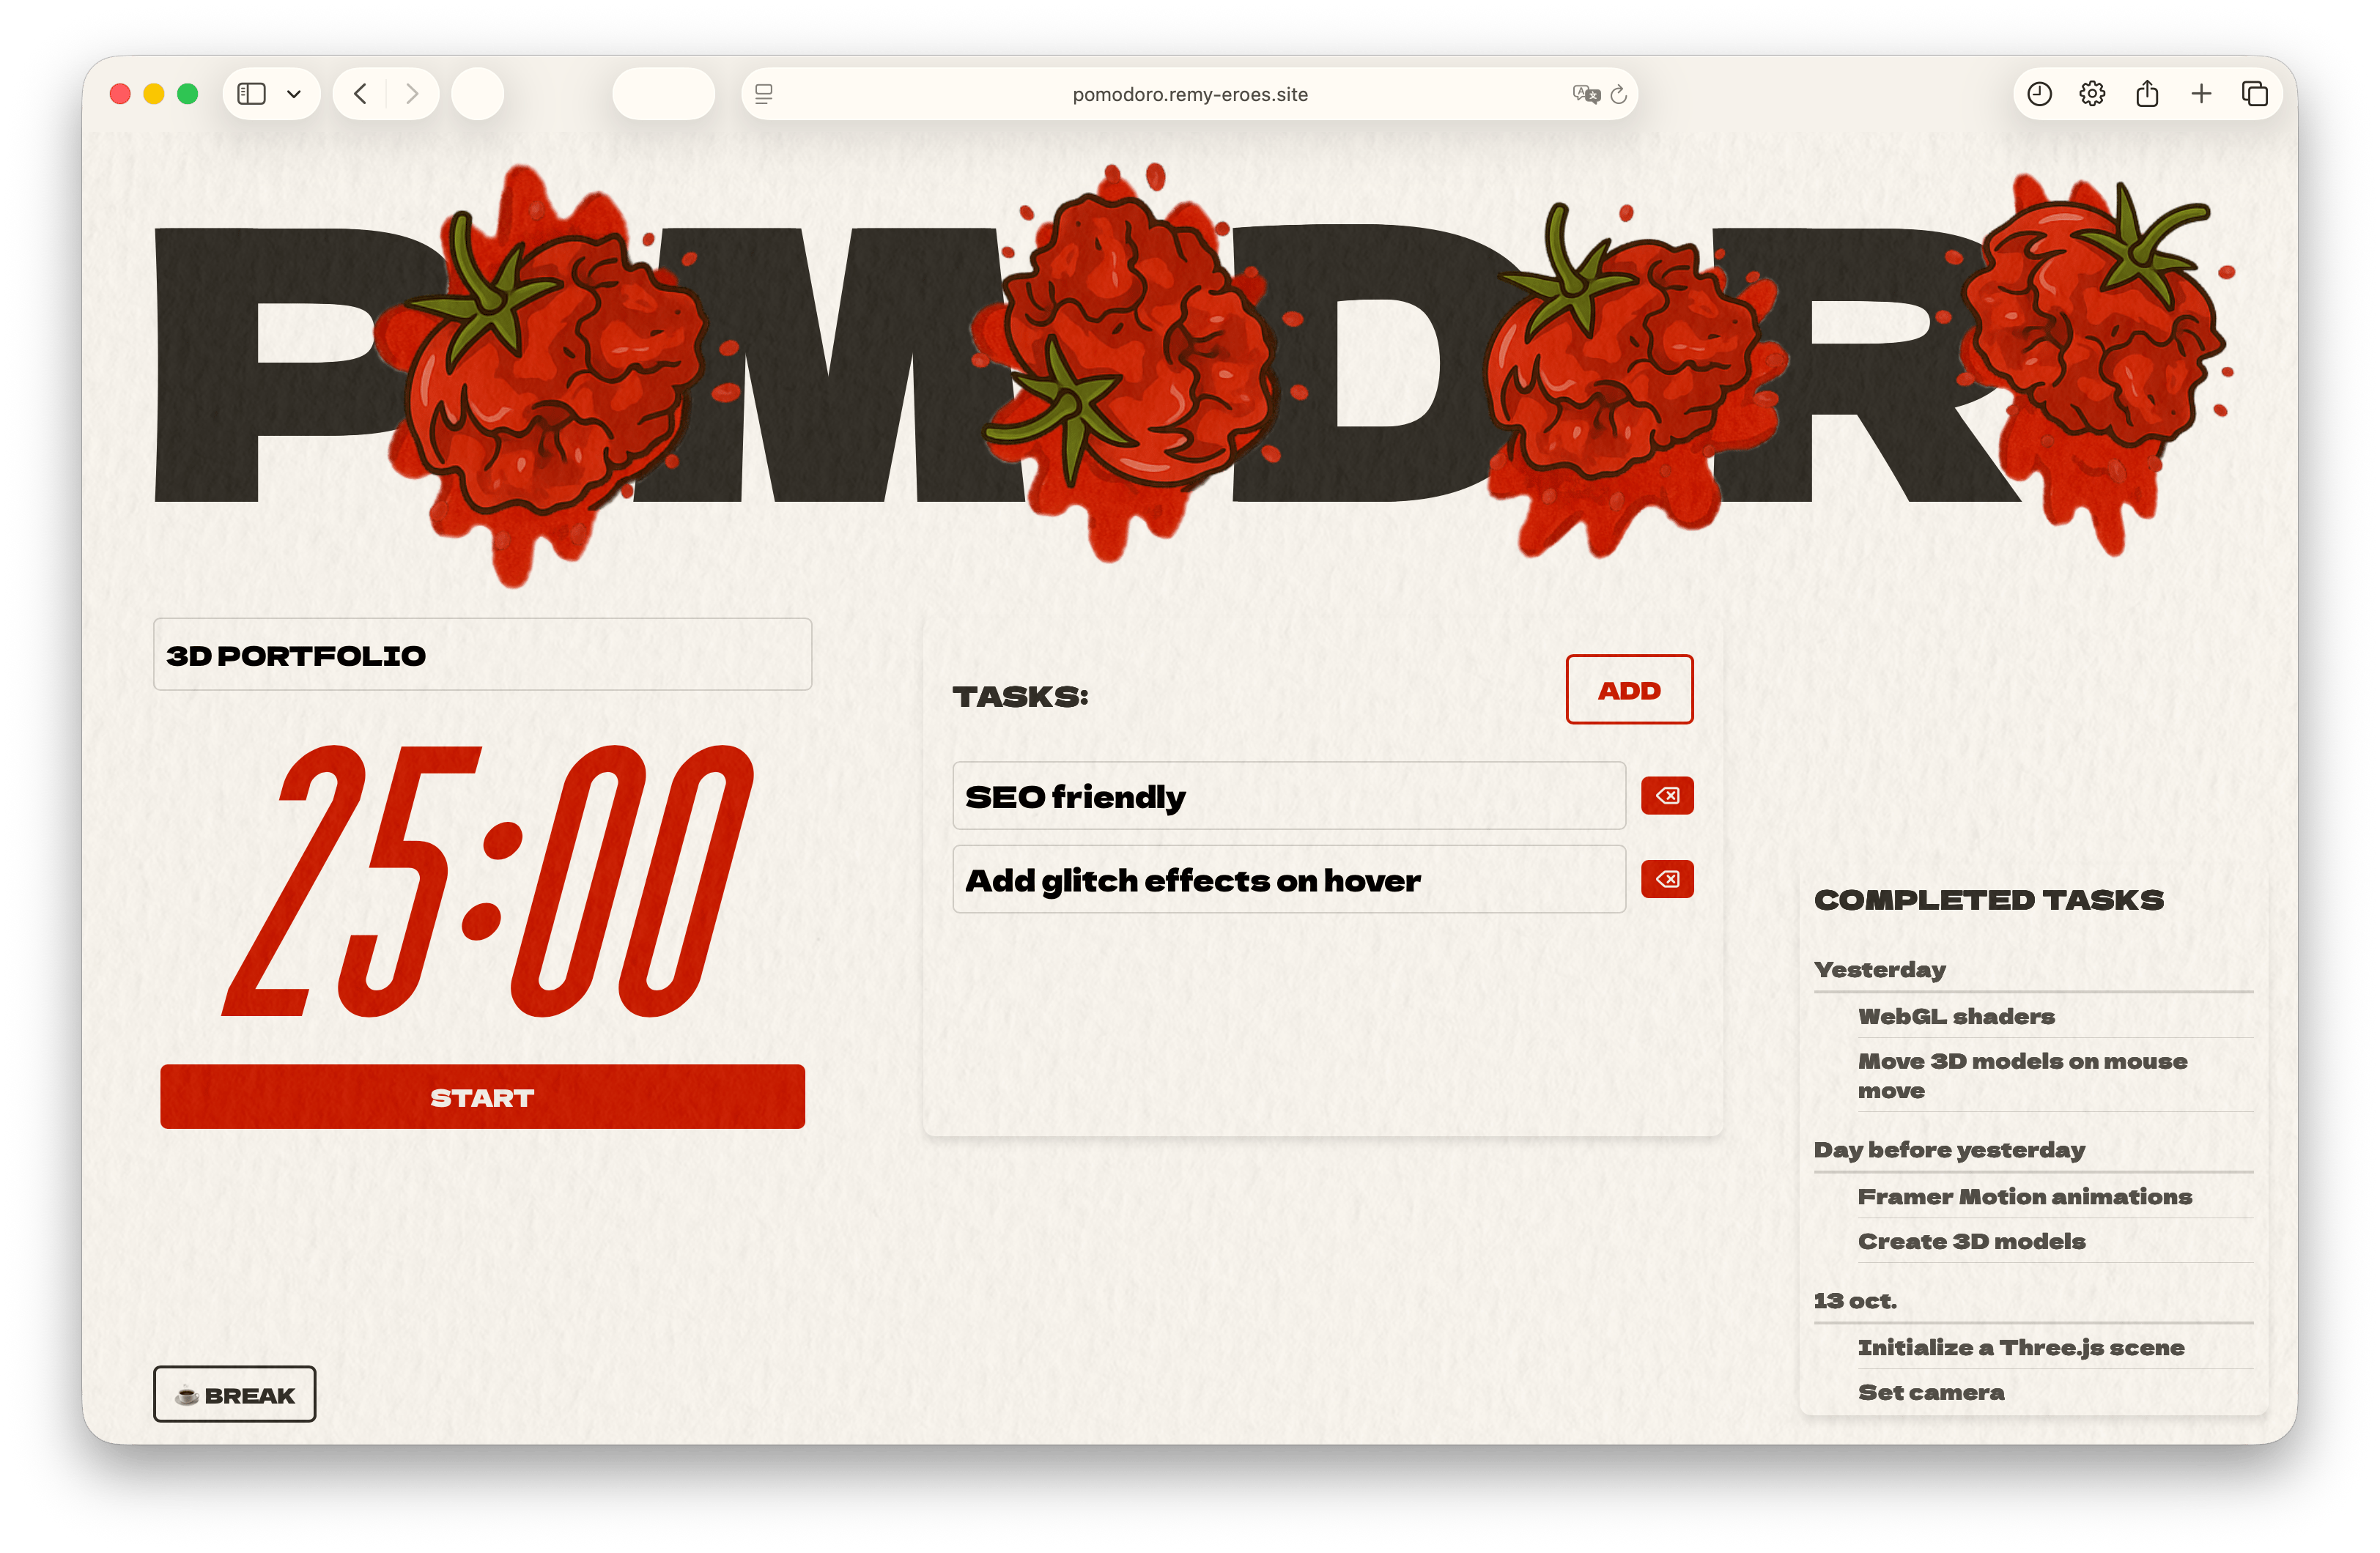 pomodoro.remy-eroes.site
P M D R
3D PORTFOLIO
25:00
START
☕ BREAK
TASKS:
ADD
SEO friendly
Add glitch effects on hover
COMPLETED TASKS
Yesterday
WebGL shaders
Move 3D models on mouse
move
Day before yesterday
Framer Motion animations
Create 3D models
13 oct.
Initialize a Three.js scene
Set camera